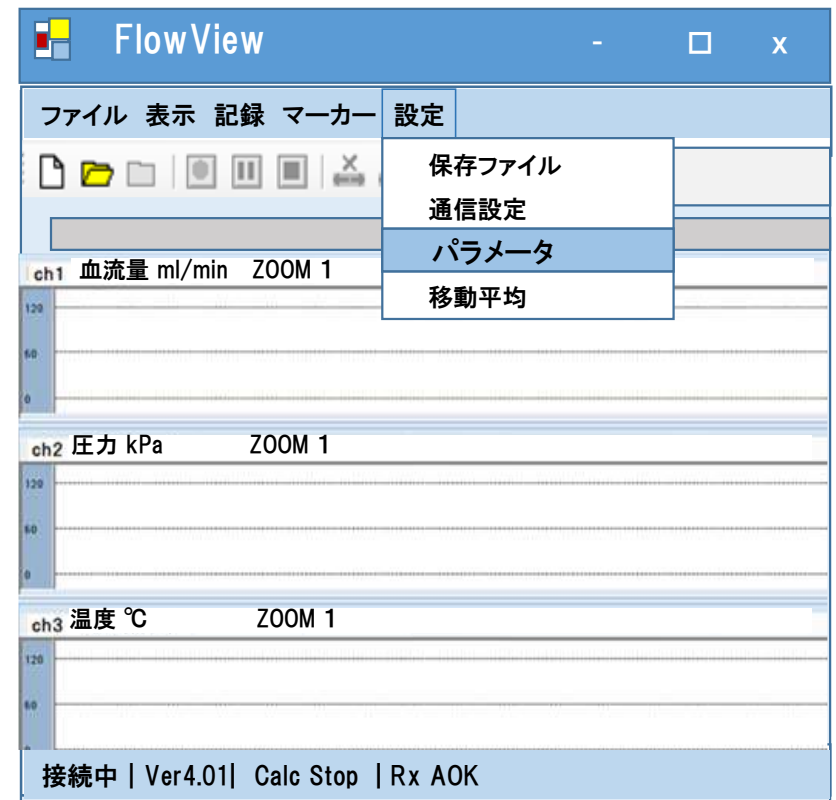 FlowView - □ x
ファイル 表示 記録 マーカー 設定
保存ファイル
通信設定
パラメータ
移動平均
ch1 血流量 ml/min ZOOM 1
120
60
0
ch2 圧力 kPa ZOOM 1
120
60
0
ch3 温度 ℃ ZOOM 1
120
60
接続中 | Ver4.01| Calc Stop | Rx AOK